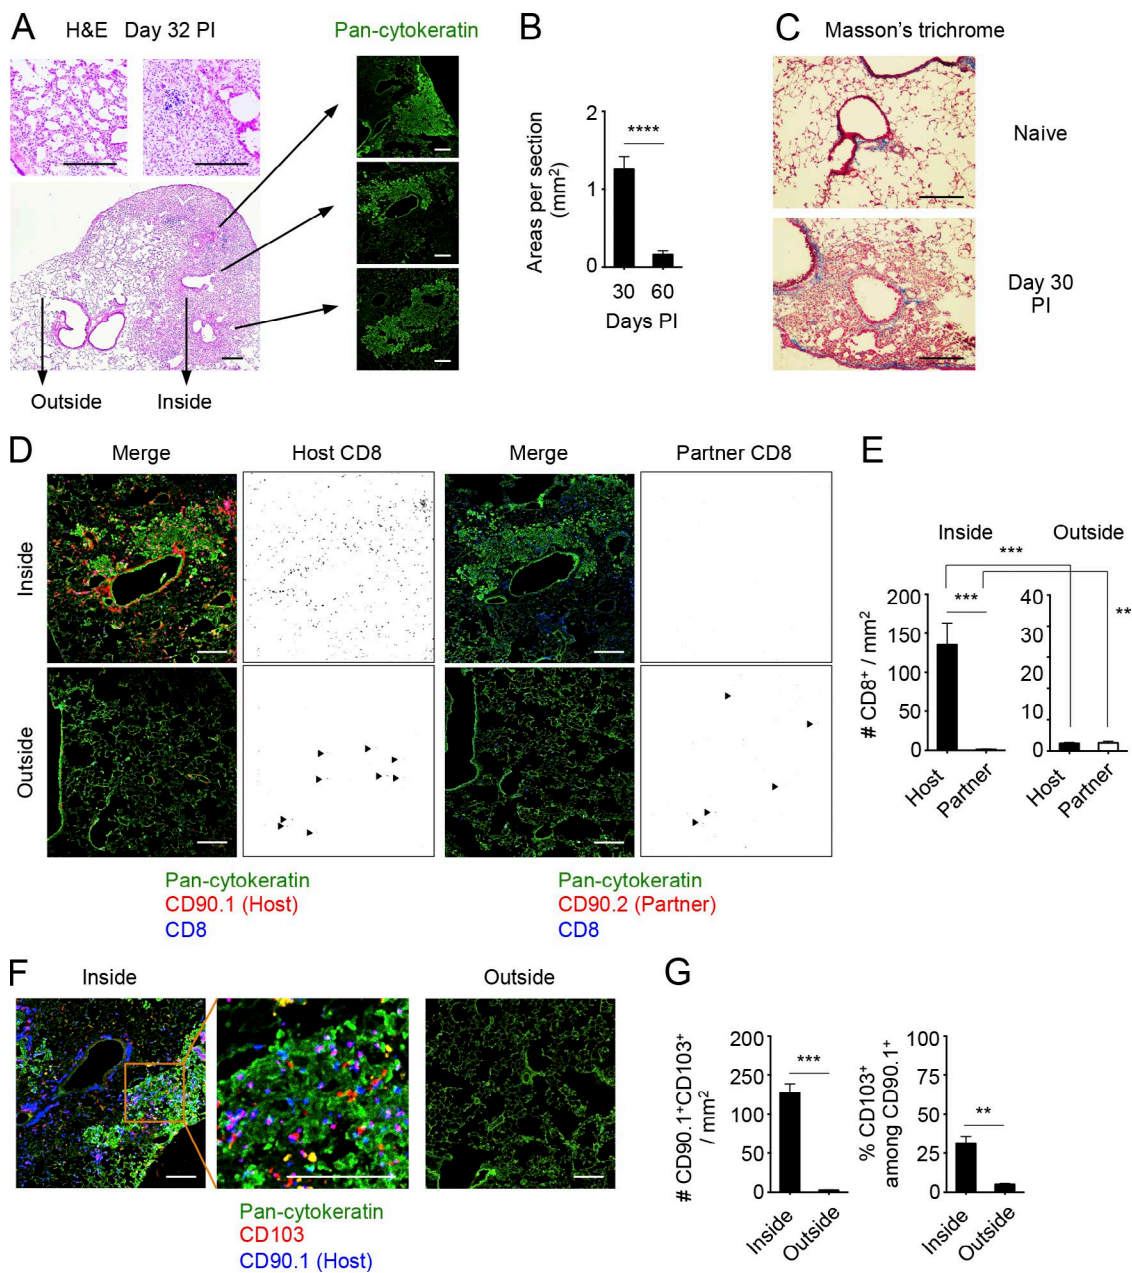 A
H&E Day 32 PI
Pan-cytokeratin
Outside
Inside
B
Areas per section
(mm2)
2
1
0
****
30 60
Days PI
C
Masson's trichrome
Naive
Day 30
PI
D
Merge
Host CD8
Merge
Partner CD8
Inside
Outside
Pan-cytokeratin
CD90.1 (Host)
CD8
Pan-cytokeratin
CD90.2 (Partner)
CD8
E
Inside
Outside
***
***
**
# CD8+ / mm2
200
150
100
50
0
Host
Partner
40
30
20
10
0
Host
Partner
F
Inside
Outside
Pan-cytokeratin
CD103
CD90.1 (Host)
G
# CD90.1+CD103+
/ mm2
200
250
100
50
0
***
Inside
Outside
% CD103+
among CD90.1+
100
75
50
25
0
**
Inside
Outside